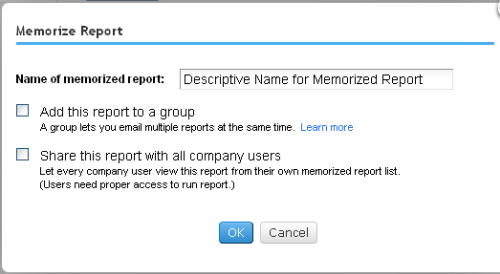 Memorize Report
Name of memorized report: Descriptive Name for Memorized Report
Add this report to a group
A group lets you email multiple reports at the same time. Learn more
Share this report with all company users
Let every company user view this report from their own memorized report list.
(Users need proper access to run report.)
OK Cancel